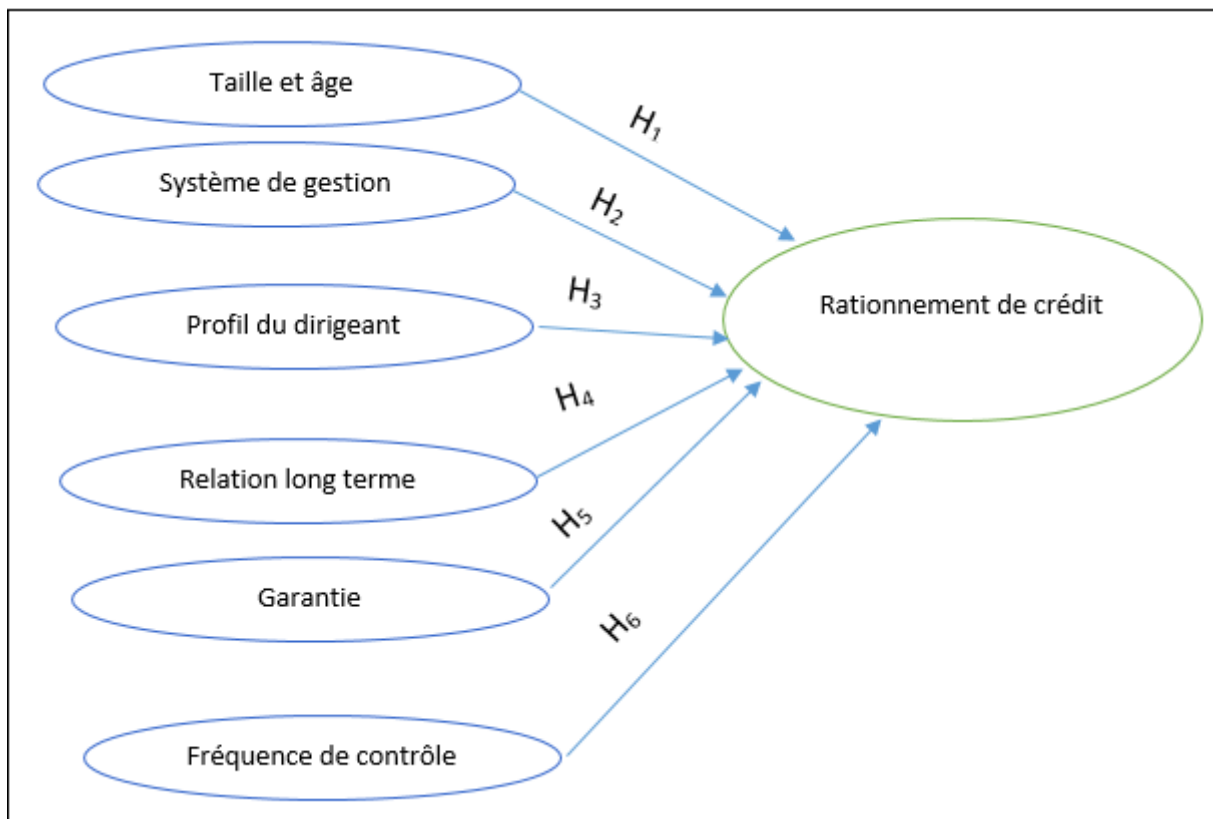 Taille et âge
H₁
Système de gestion
H₂
Profil du dirigeant
H₃
Rationnement de crédit
Relation long terme
H₄
Garantie
H₅
Fréquence de contrôle
H₆